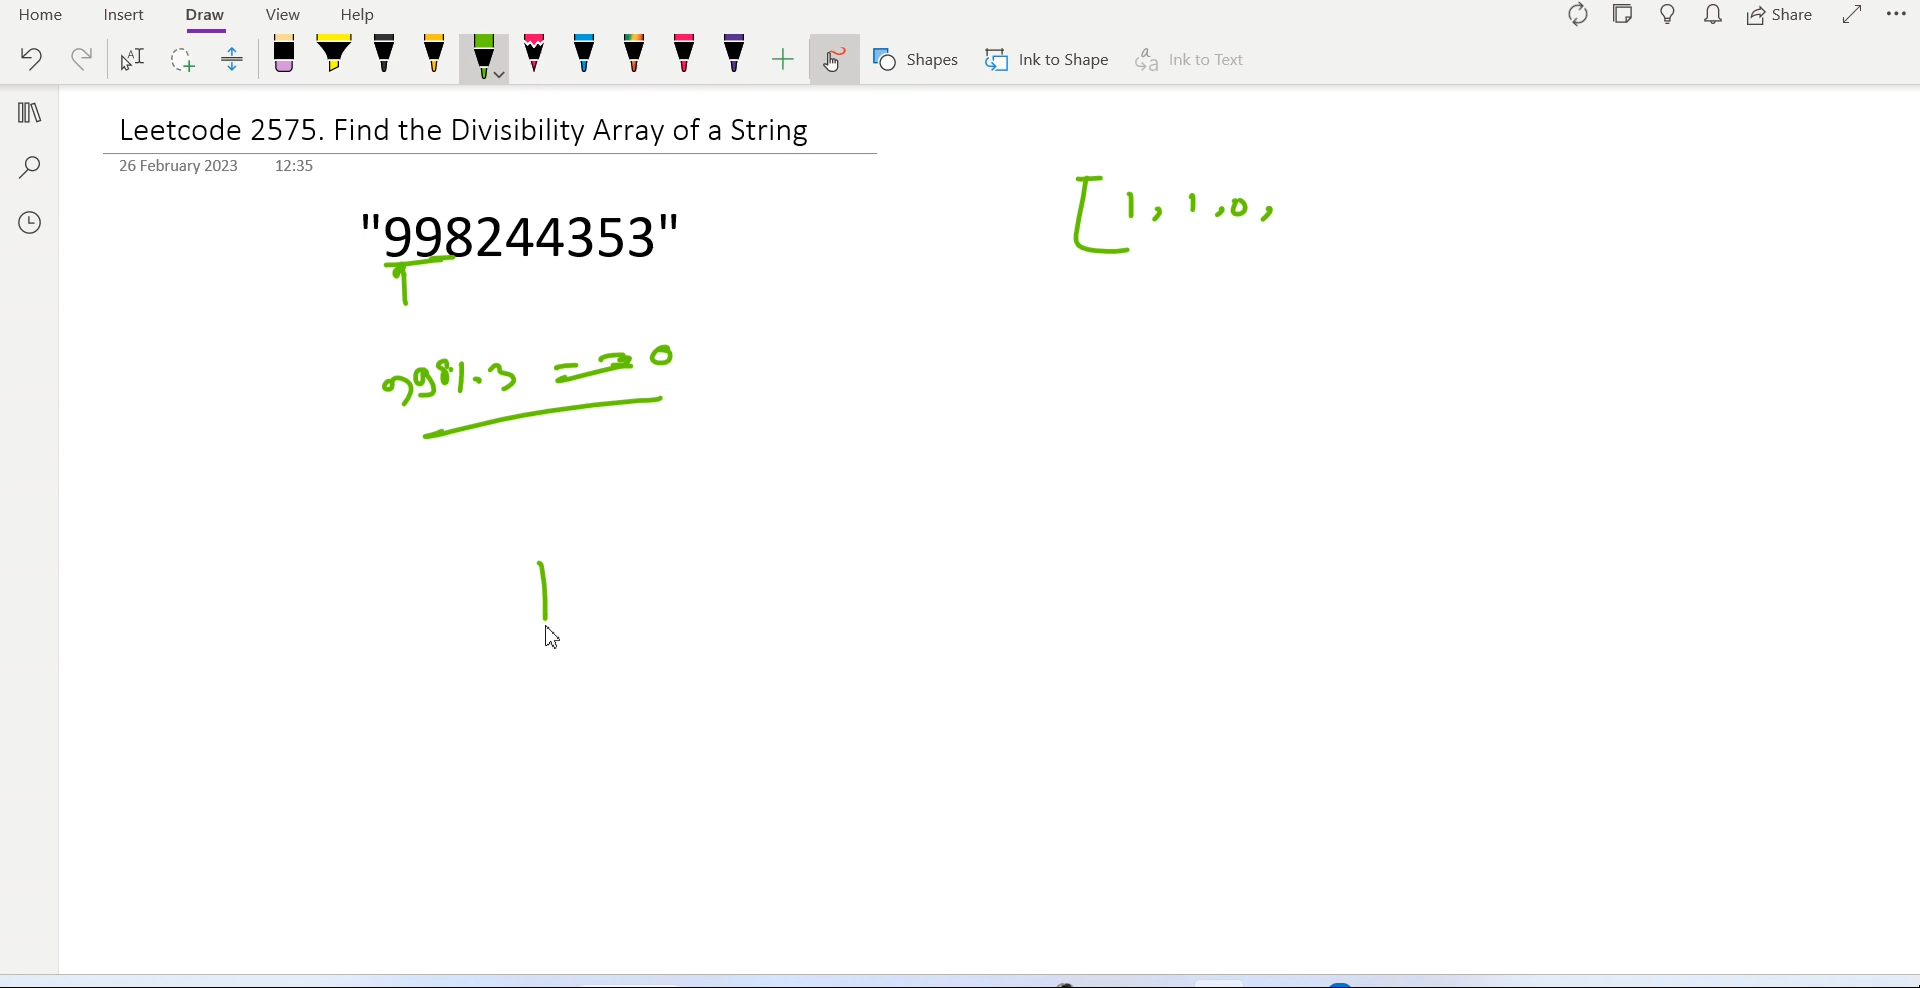 Home Insert Draw View Help Share
Shapes Ink to Shape Ink to Text
Leetcode 2575. Find the Divisibility Array of a String
26 February 2023 12:35
"998244353"
[1, 1, 0,
998%3 == 0
1